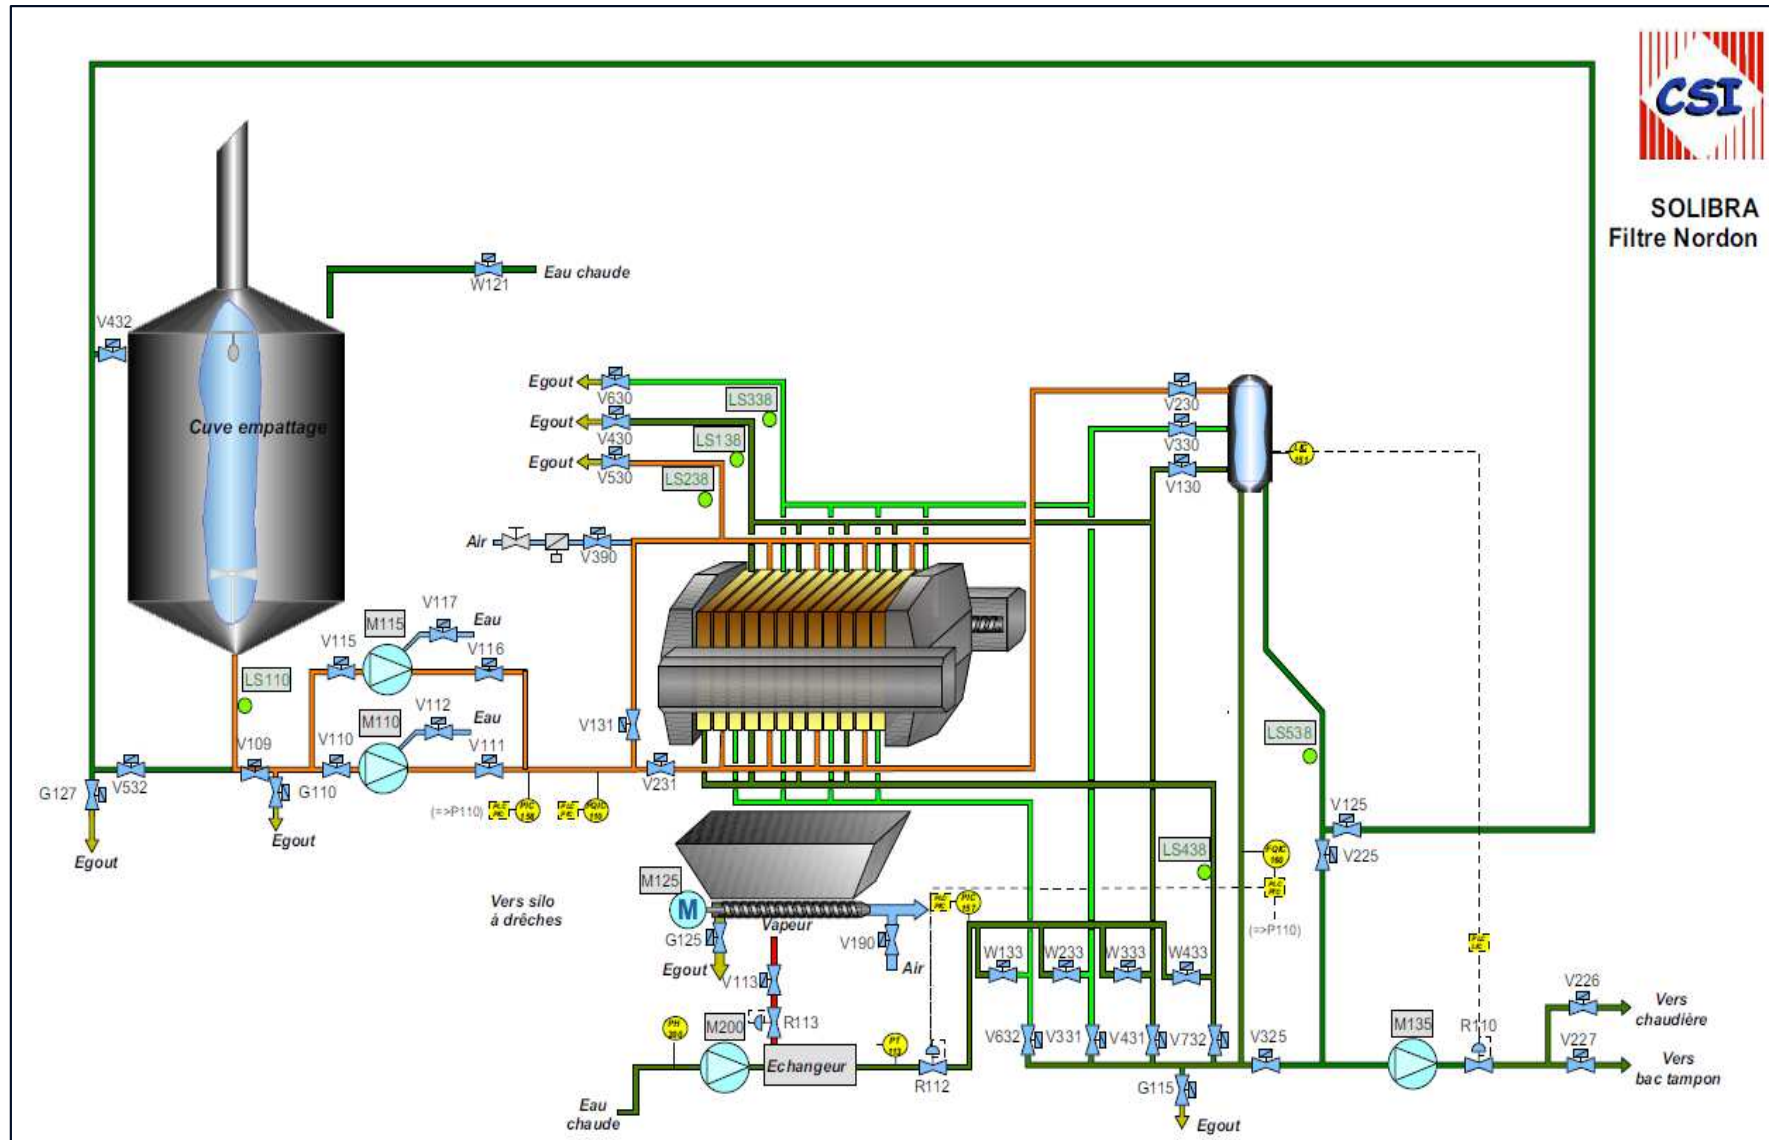 CSI
SOLIBRA
Filtre Nordon
Eau chaude
W121
V432
Cuve empattage
Egout
V630
LS338
Egout
V430
LS138
Egout
V530
LS238
V230
V330
V130
Air
V390
V117
Eau
M115
V115
V116
LS110
V112
Eau
M110
V109
V110
V111
V131
V231
G127
V532
G110
(=>P110)
Egout
Egout
LS538
V125
V225
LS438
M125
M
Vers silo
à drêches
Vapeur
G125
V190
Egout
Air
V113
(=>P110)
W133
W233
W333
W433
R113
M200
PT
113
Echangeur
R112
Eau
chaude
V632
V331
V431
V732
V325
G115
Egout
M135
R110
V226
V227
Vers
chaudière
Vers
bac tampon